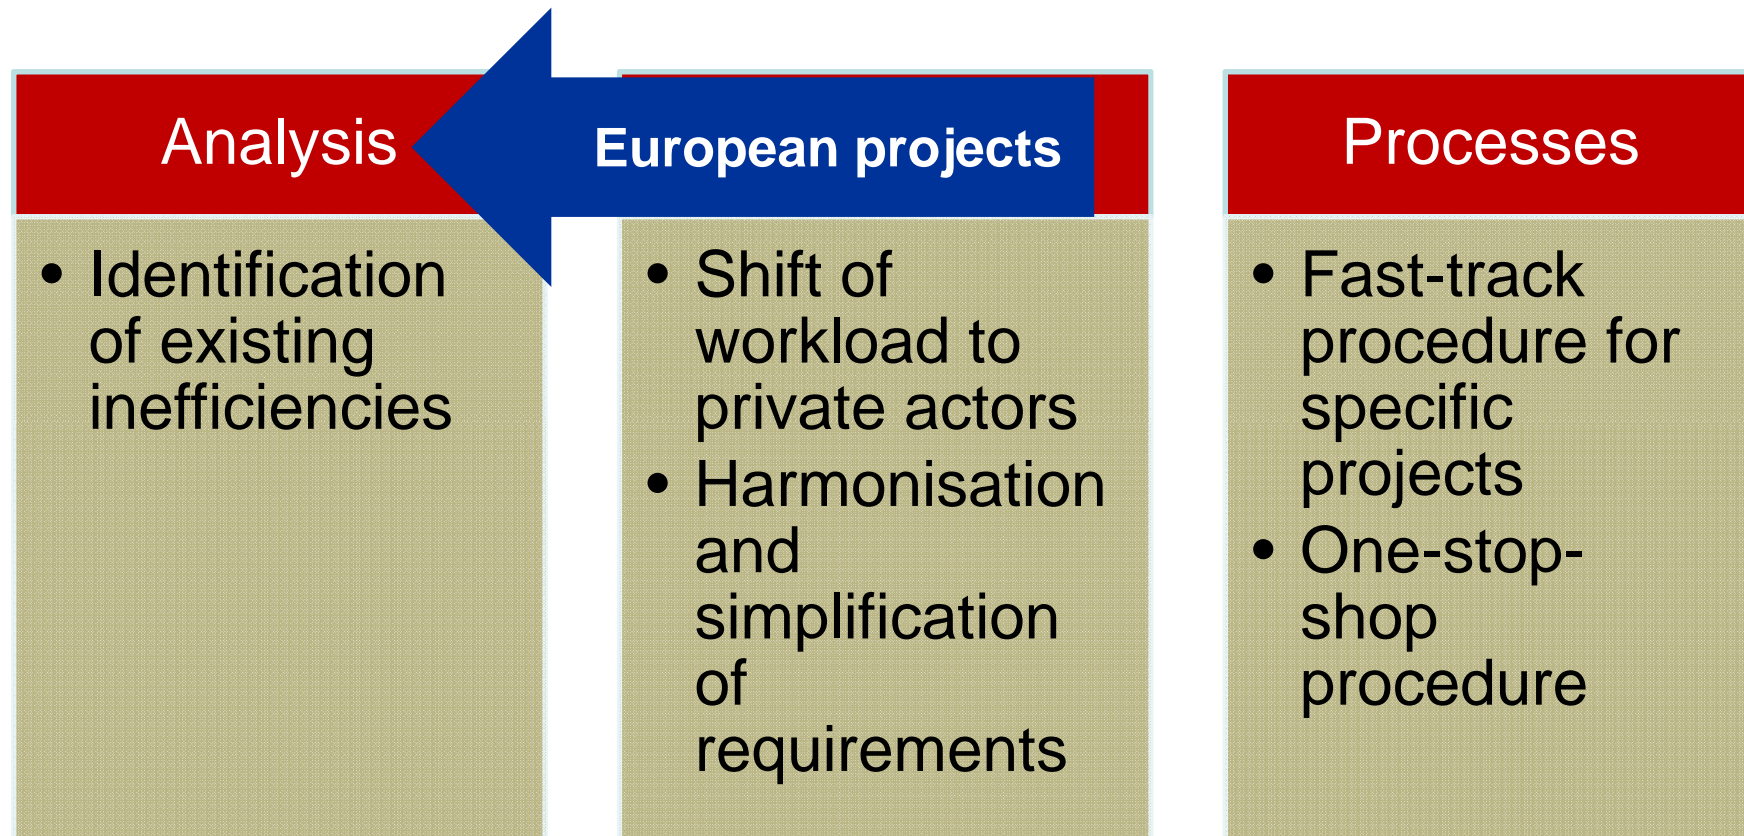 Analysis
European projects
Processes
• Identification
of existing
inefficiencies
• Shift of
workload to
private actors
• Harmonisation
and
simplification
of
requirements
• Fast-track
procedure for
specific
projects
• One-stop-
shop
procedure